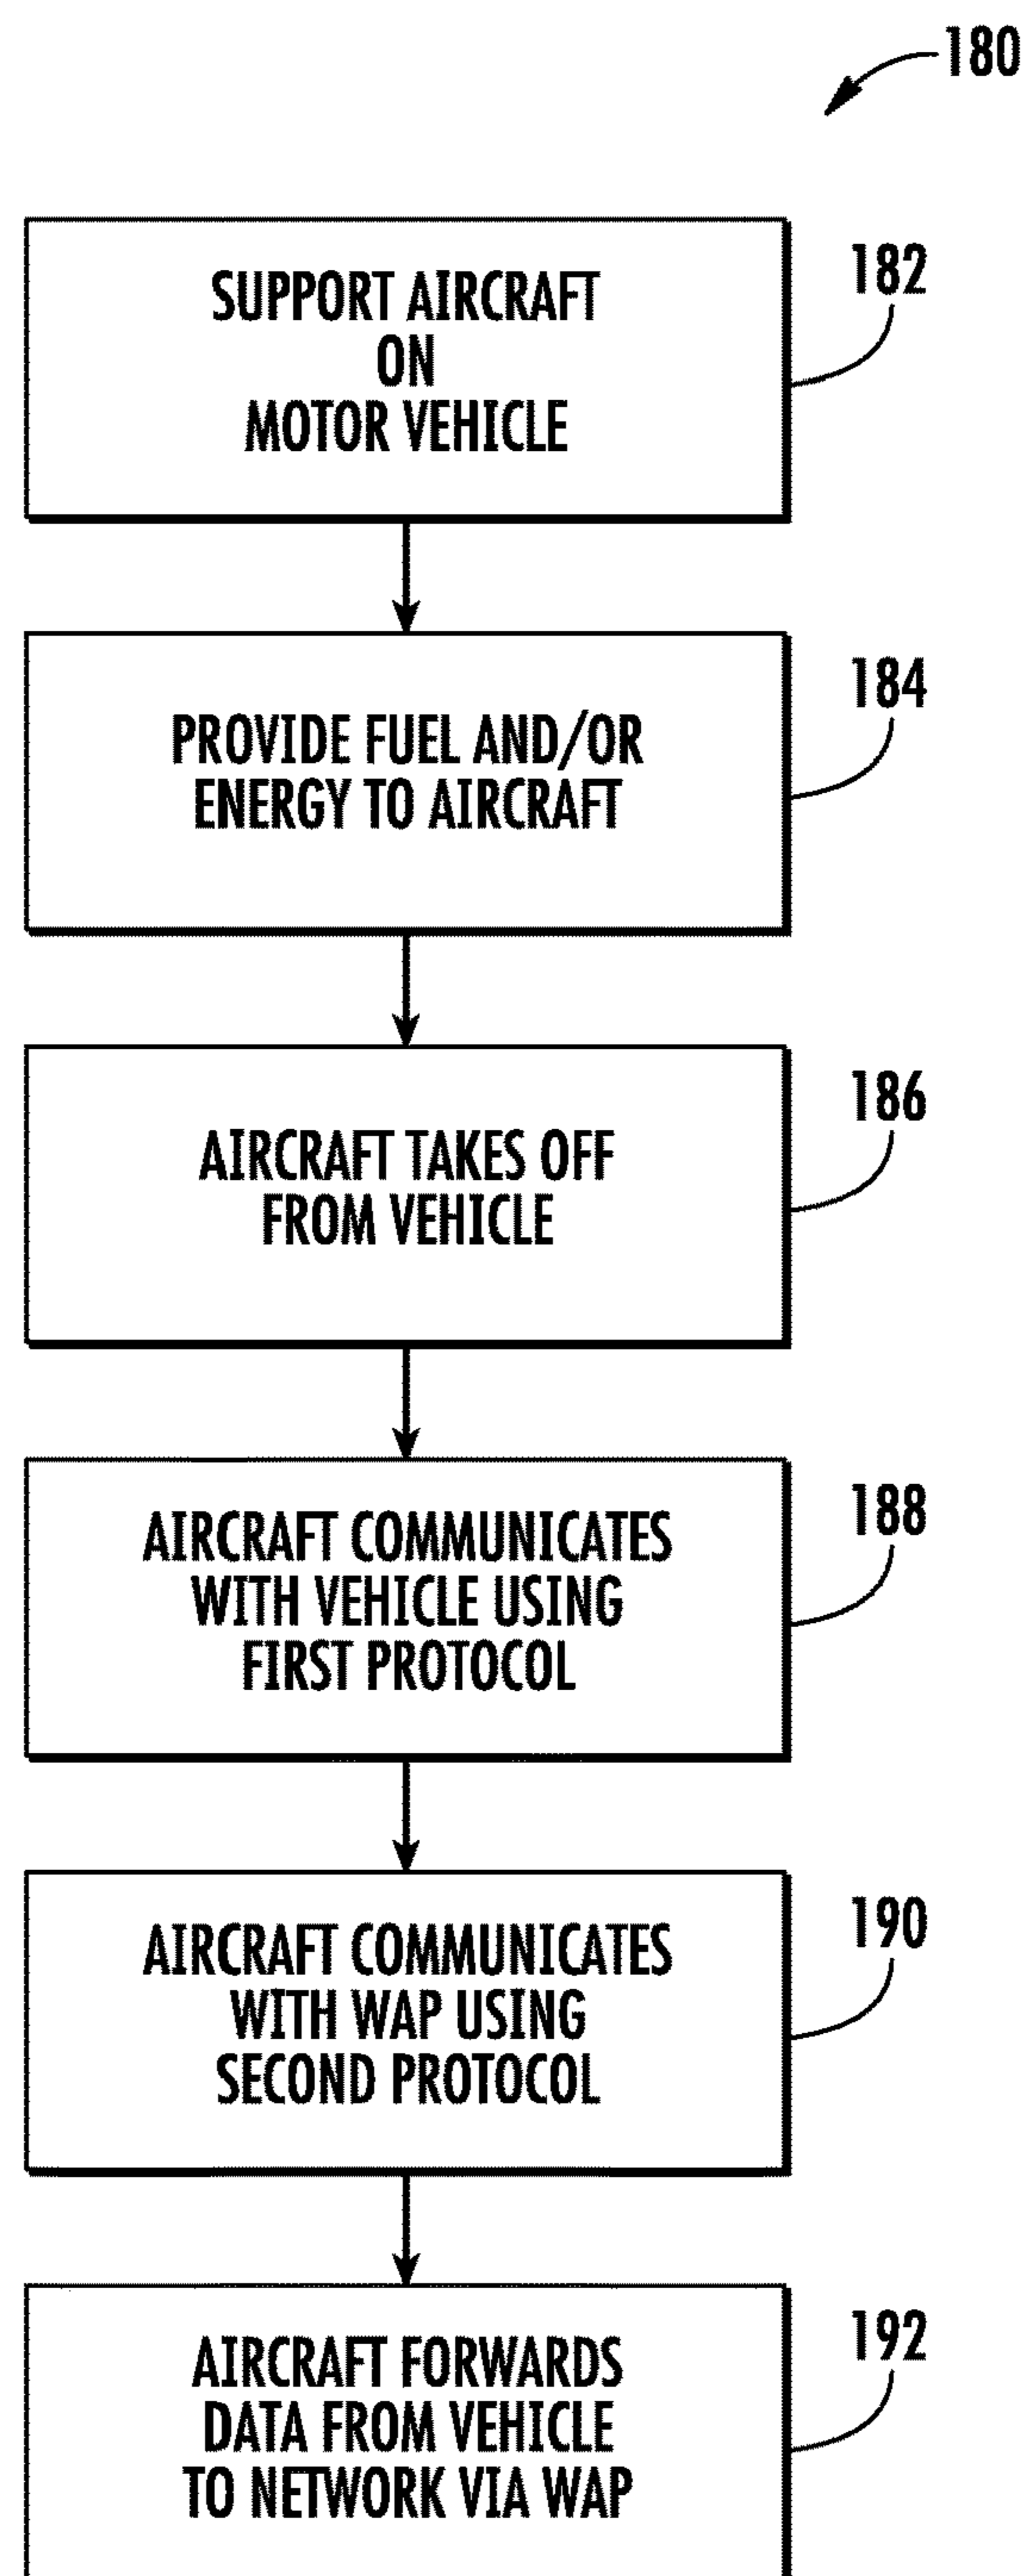 180
SUPPORT AIRCRAFT
ON
MOTOR VEHICLE
182
PROVIDE FUEL AND/OR
ENERGY TO AIRCRAFT
184
AIRCRAFT TAKES OFF
FROM VEHICLE
186
AIRCRAFT COMMUNICATES
WITH VEHICLE USING
FIRST PROTOCOL
188
AIRCRAFT COMMUNICATES
WITH WAP USING
SECOND PROTOCOL
190
AIRCRAFT FORWARDS
DATA FROM VEHICLE
TO NETWORK VIA WAP
192